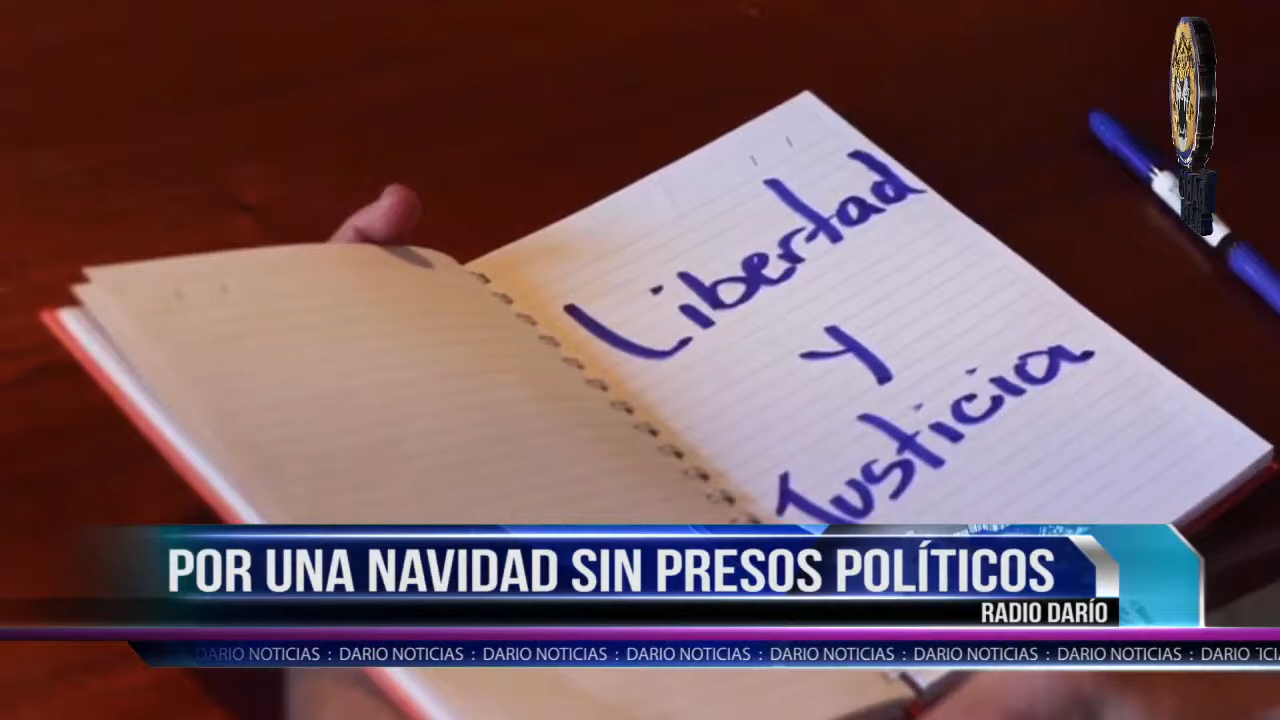 Libertad
y
Justicia
POR UNA NAVIDAD SIN PRESOS POLÍTICOS
RADIO DARÍO
DARIO NOTICIAS : DARIO NOTICIAS : DARIO NOTICIAS : DARIO NOTICIAS : DARIO NOTICIAS : DARIO NOTICIAS : DARIO NOTICIAS : DARIO